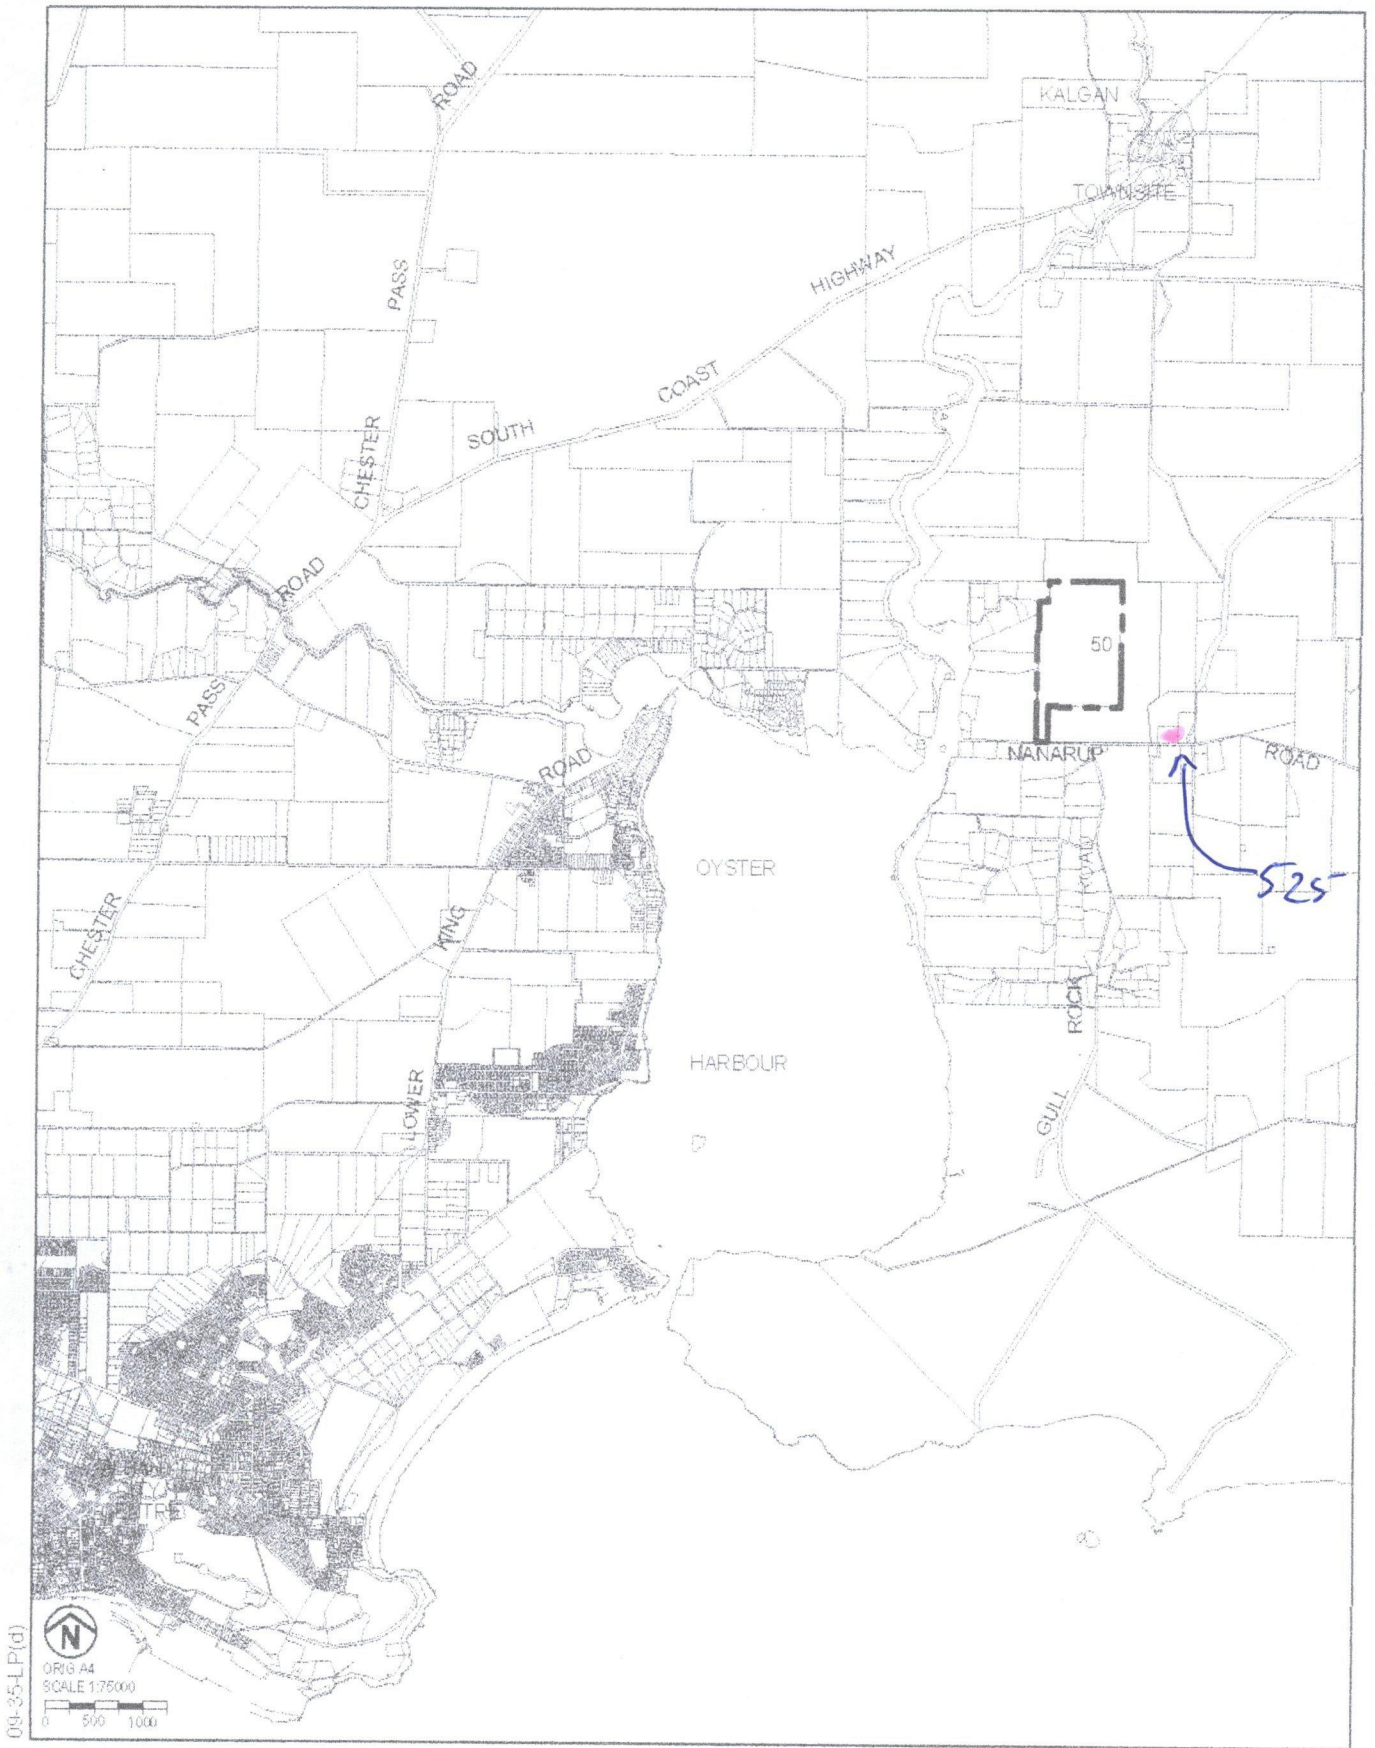 ROAD
KALGAN
TOWNSITE
PASS
HIGHWAY
COAST
SOUTH
CHESTER
ROAD
50
PASS
NANARUP
ROAD
ROAD
OYSTER
ROAD
525
CHESTER
KING
ROCK
HARBOUR
LOWER
GULL
N
ORIG A4
SCALE 1:75000
0 500 1000
09-35-LP(d)